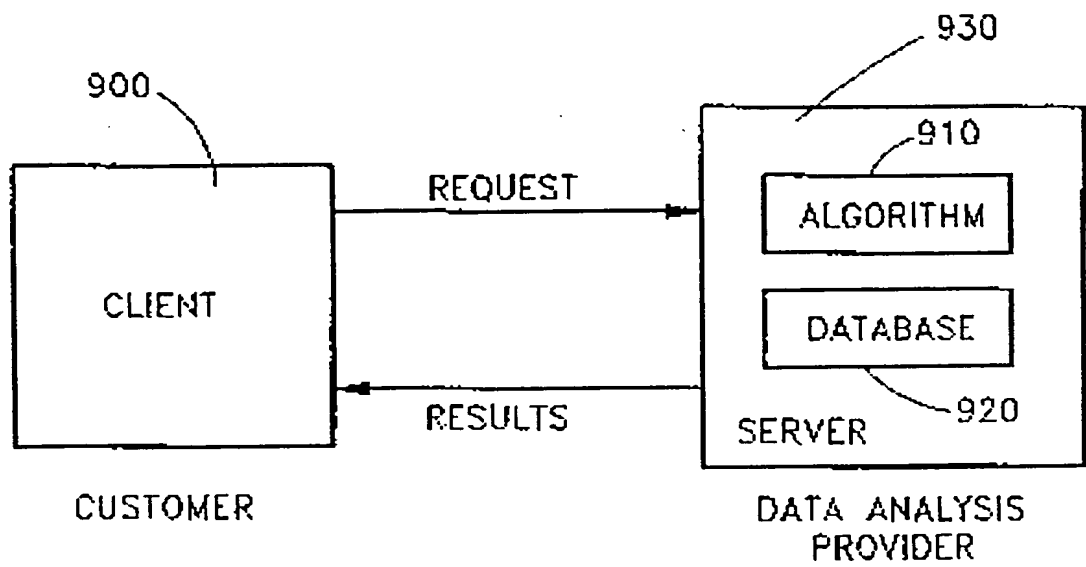 930
900
910
REQUEST
ALGORITHM
CLIENT
DATABASE
920
RESULTS
SERVER
CUSTOMER
DATA ANALYSIS
PROVIDER